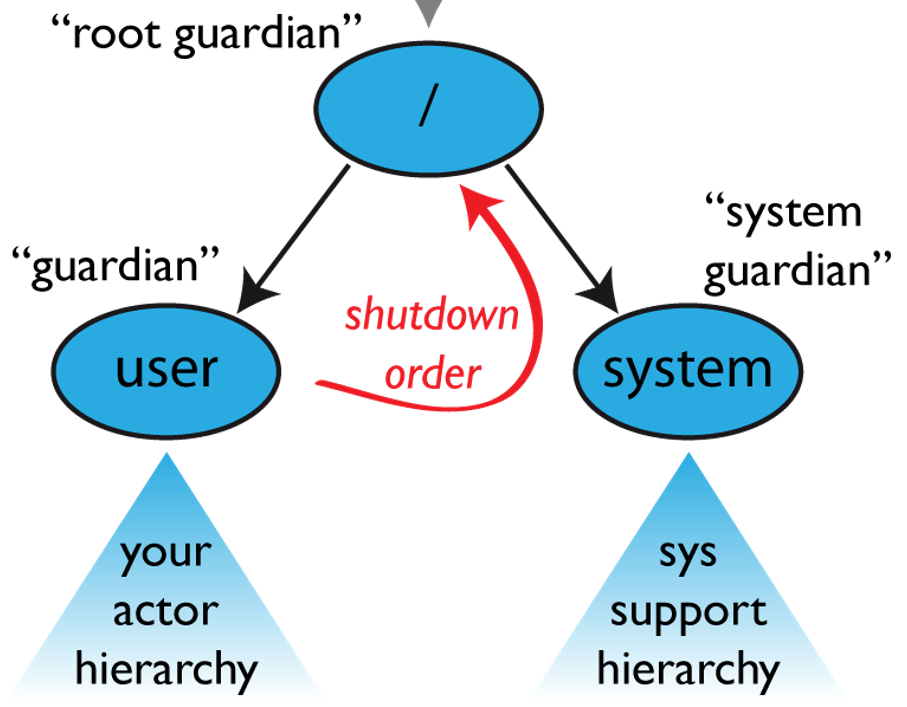 “root guardian”
/
“system
guardian”
“guardian”
shutdown
order
user
system
your
actor
hierarchy
sys
support
hierarchy